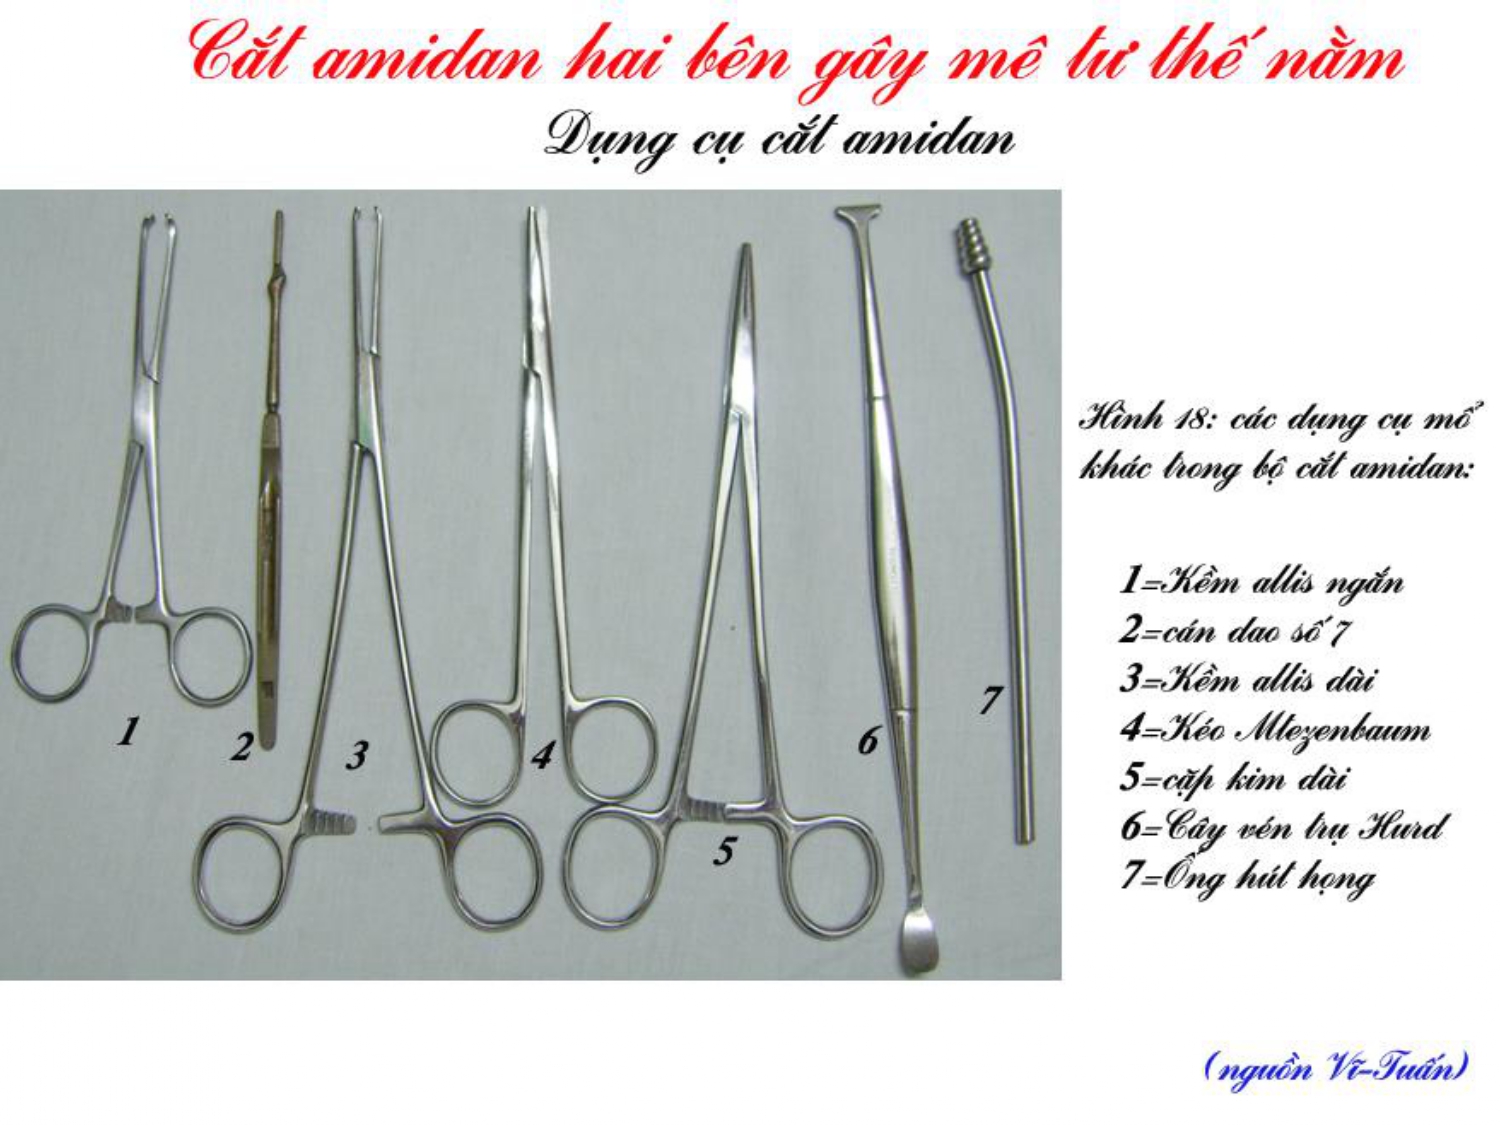 Cắt amidan hai bên gây mê tư thế nằm
Dụng cụ cắt amidan
Hình 18: các dụng cụ mổ
khác trong bộ cắt amidan:
1=Kềm allis ngắn
2=cán dao số 7
3=Kềm allis dài
4=Kéo Mtezenbaum
5=cặp kim dài
6=Cây vén trụ Hurd
7=Ống hút họng
1
2
3
4
5
6
7
(nguồn Vĩ-Tuấn)